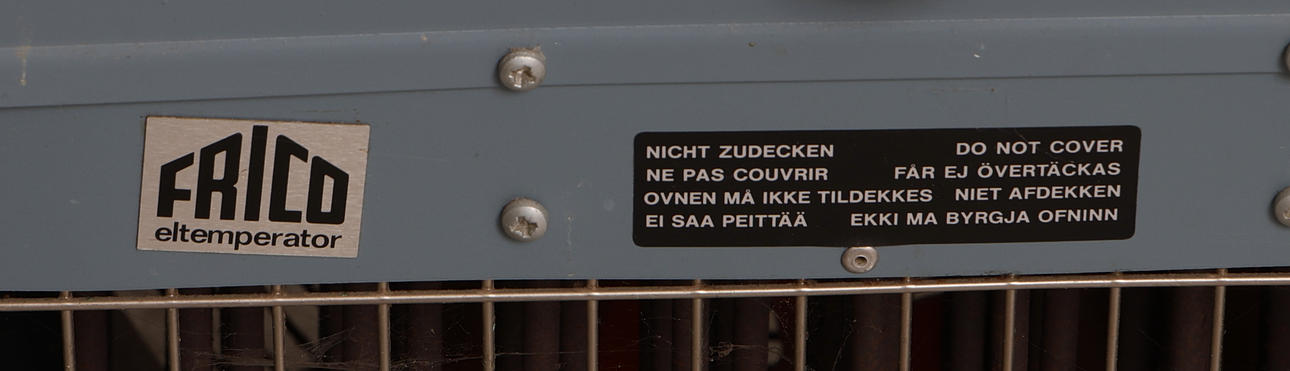 FRICO
eltemperator
NICHT ZUDECKEN DO NOT COVER
NE PAS COUVRIR FÅR EJ ÖVERTÄCKAS
OVNEN MÅ IKKE TILDEKKES NIET AFDEKKEN
EI SAA PEITTÄÄ EKKI MA BYRGJA OFNINN